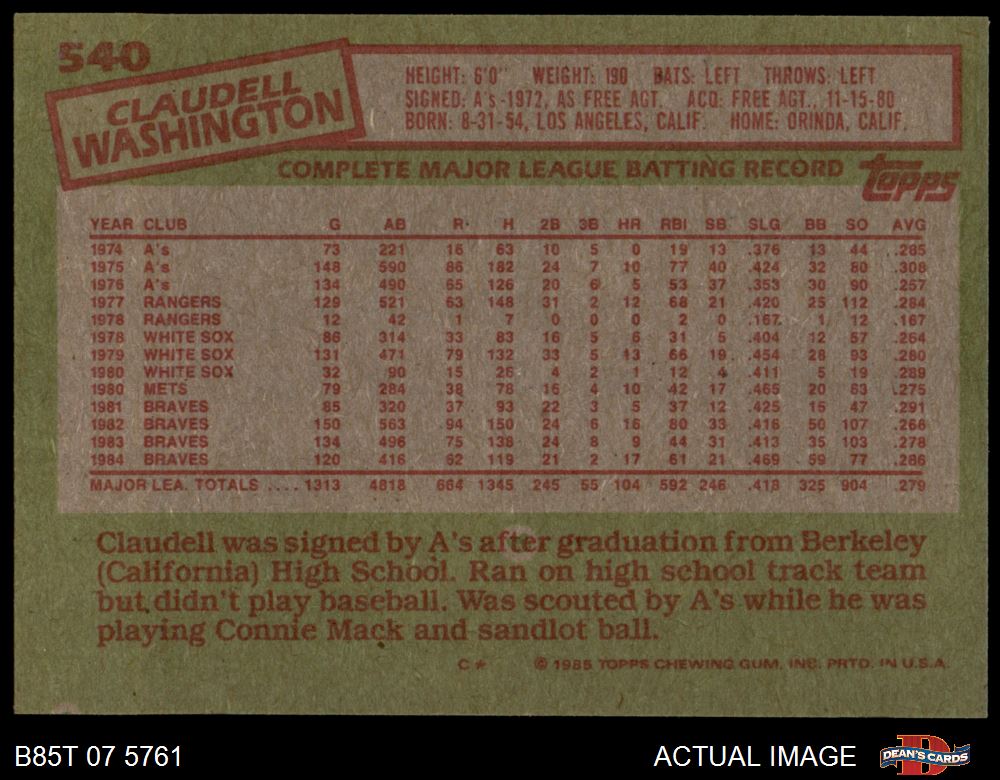 540
CLAUDELL
WASHINGTON
HEIGHT: 6'0" WEIGHT: 190 BATS: LEFT THROWS: LEFT
SIGNED: A's-1972, AS FREE AGT. ACQ: FREE AGT., 11-15-80
BORN: 8-31-54, LOS ANGELES, CALIF. HOME: ORINDA, CALIF.
COMPLETE MAJOR LEAGUE BATTING RECORD
topps
YEAR CLUB G AB R H 2B 3B HR RBI SB SLG BB SO AVG
1974 A's 73 221 16 63 10 5 0 19 13 .376 13 44 .285
1975 A's 148 590 86 182 24 7 10 77 40 .424 32 80 .308
1976 A's 134 490 65 126 20 6 5 53 37 .353 30 90 .257
1977 RANGERS 129 521 63 148 31 2 12 68 21 .420 25 112 .284
1978 RANGERS 12 42 1 7 0 0 0 2 0 .167 1 12 .167
1978 WHITE SOX 86 314 33 83 16 5 6 31 5 .404 12 57 .264
1979 WHITE SOX 131 471 79 132 33 5 13 66 19 .454 28 93 .280
1980 WHITE SOX 32 90 15 26 4 2 1 12 4 .411 5 19 .289
1980 METS 79 284 38 78 16 4 10 42 17 .465 20 63 .275
1981 BRAVES 85 320 37 93 22 3 5 37 12 .425 15 47 .291
1982 BRAVES 150 563 94 150 24 6 16 80 33 .416 50 107 .266
1983 BRAVES 134 496 75 138 24 8 9 44 31 .413 35 103 .278
1984 BRAVES 120 416 62 119 21 2 17 61 21 .469 59 77 .286
MAJOR LEA. TOTALS .... 1313 4818 664 1345 245 55 104 592 246 .418 325 904 .279
Claudell was signed by A's after graduation from Berkeley
(California) High School. Ran on high school track team
but didn't play baseball. Was scouted by A's while he was
playing Connie Mack and sandlot ball.
C* © 1985 TOPPS CHEWING GUM, INC. PRTD. IN U.S.A.
B85T 07 5761
ACTUAL IMAGE
DEAN'S CARDS